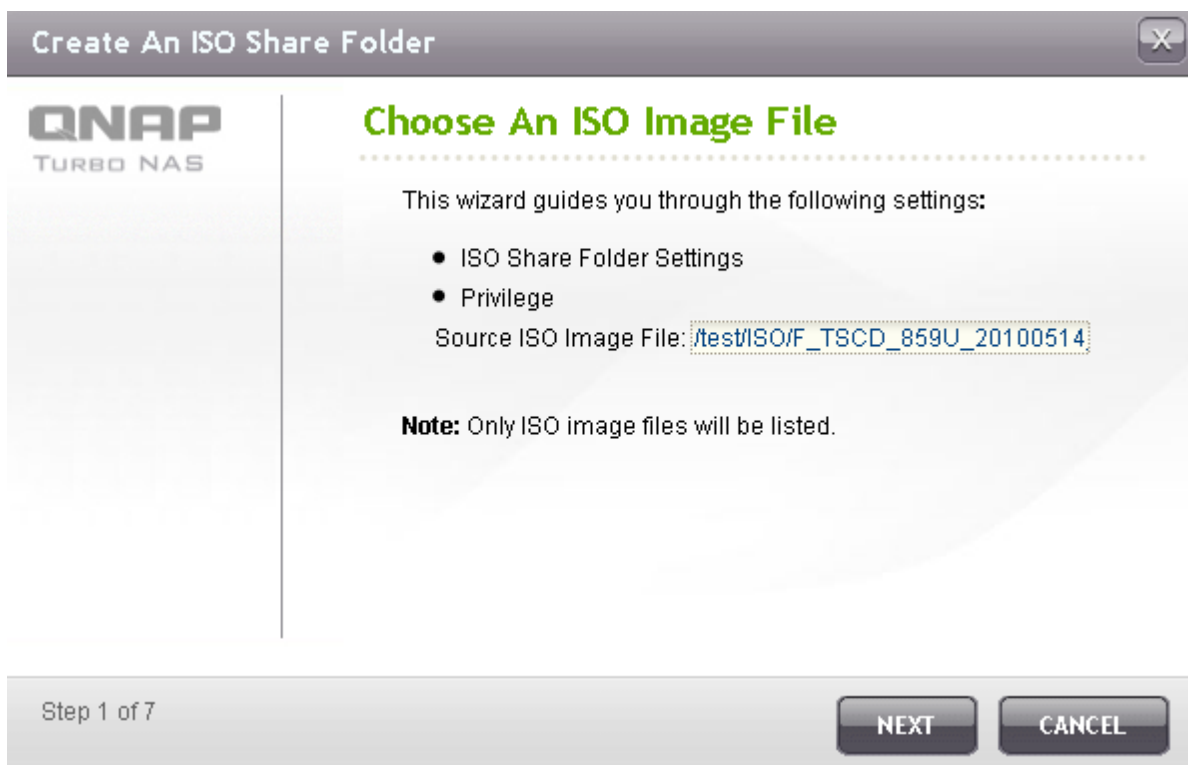 Create An ISO Share Folder
X
QNAP
TURBO NAS
Choose An ISO Image File
This wizard guides you through the following settings:
ISO Share Folder Settings
Privilege
Source ISO Image File: /test/ISO/F_TSCD_859U_20100514
Note: Only ISO image files will be listed.
Step 1 of 7
NEXT
CANCEL